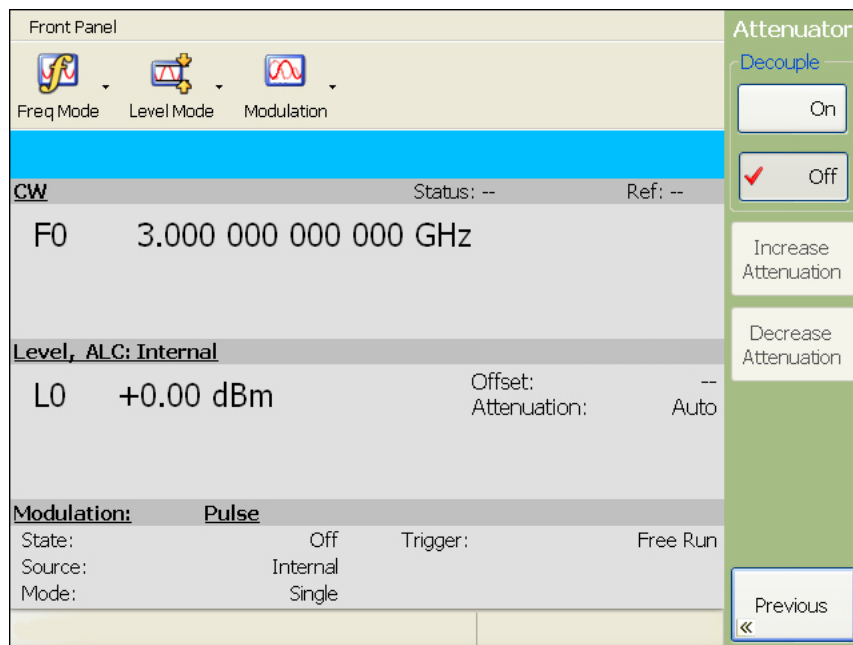 Front Panel
Freq Mode
Level Mode
Modulation
CW
Status: --
Ref: --
F0
3.000 000 000 000 GHz
Level, ALC: Internal
L0
+0.00 dBm
Offset:
--
Attenuation:
Auto
Modulation:
Pulse
State:
Off
Trigger:
Free Run
Source:
Internal
Mode:
Single
Attenuator
Decouple
On
Off
Increase
Attenuation
Decrease
Attenuation
Previous